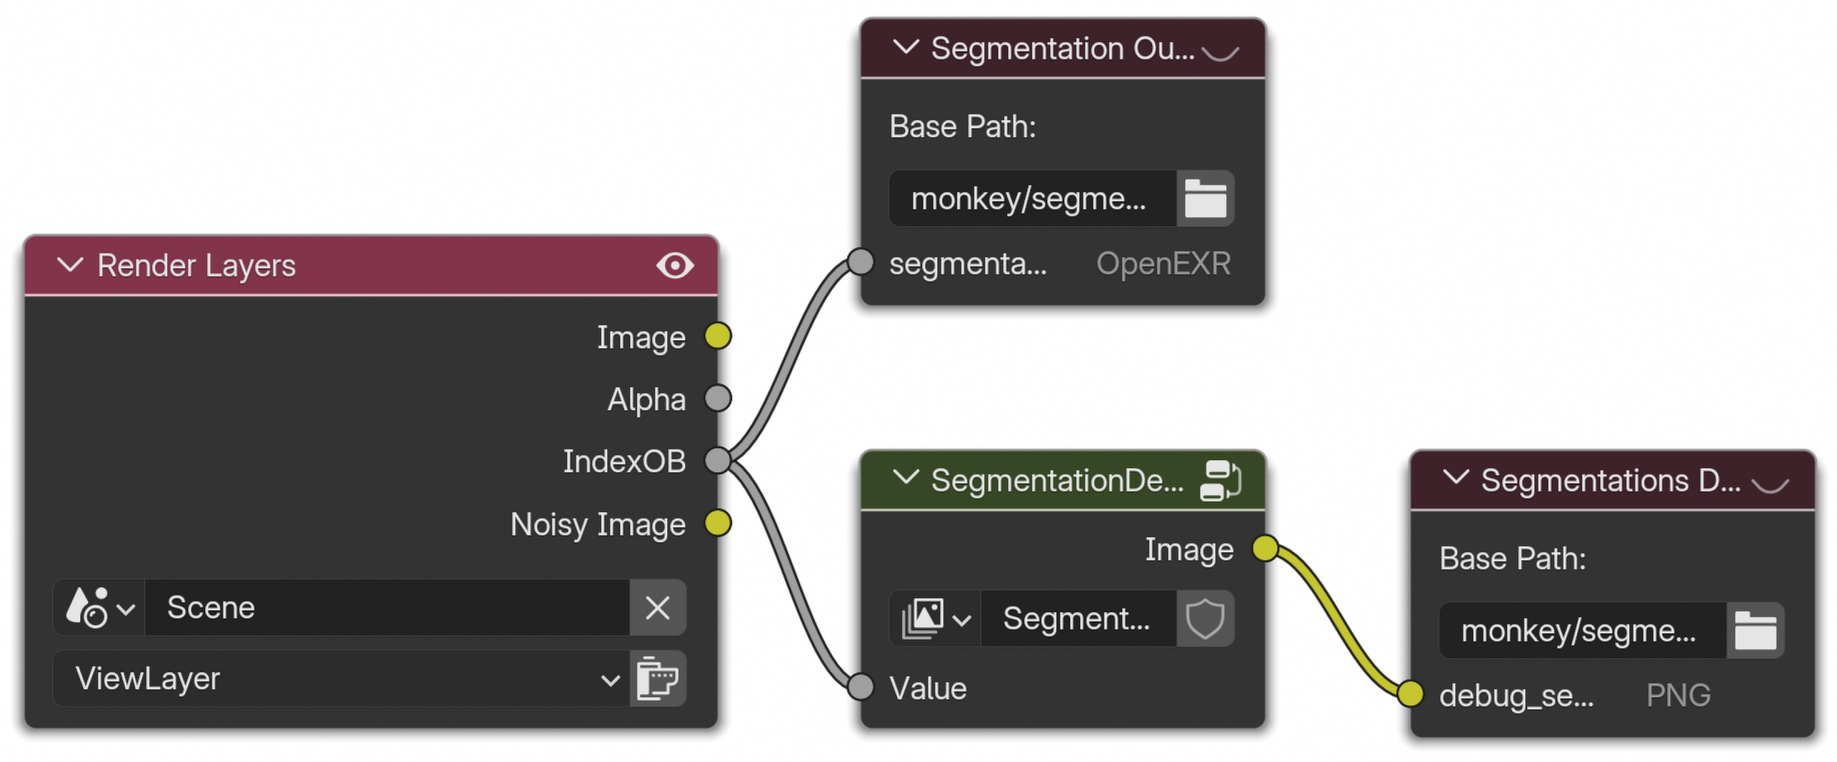 Segmentation Ou...
Base Path:
monkey/segme...
segmenta... OpenEXR
Render Layers
Image
Alpha
IndexOB
Noisy Image
Scene
ViewLayer
SegmentationDe...
Image
Segment...
Value
Segmentations D...
Base Path:
monkey/segme...
debug_se... PNG